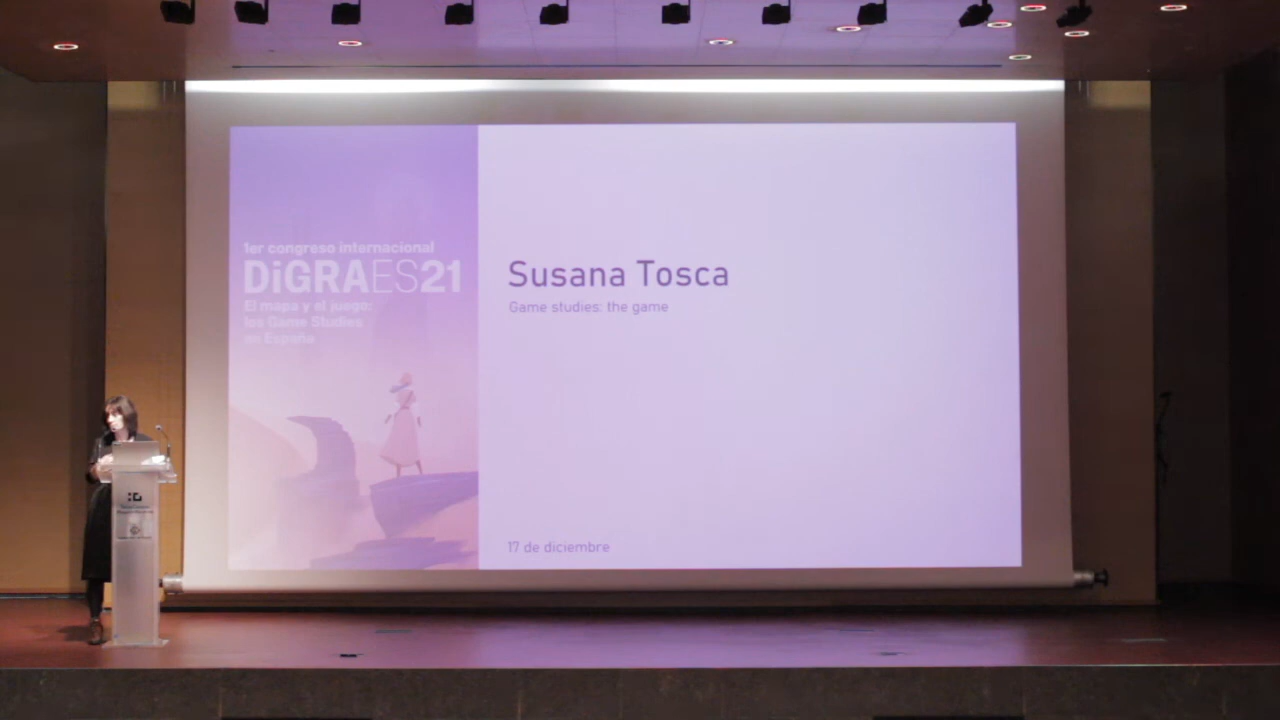 1er congreso internacional
DiGRAES21
El mapa y el juego:
los Game Studies
en España
Susana Tosca
Game studies: the game
17 de diciembre